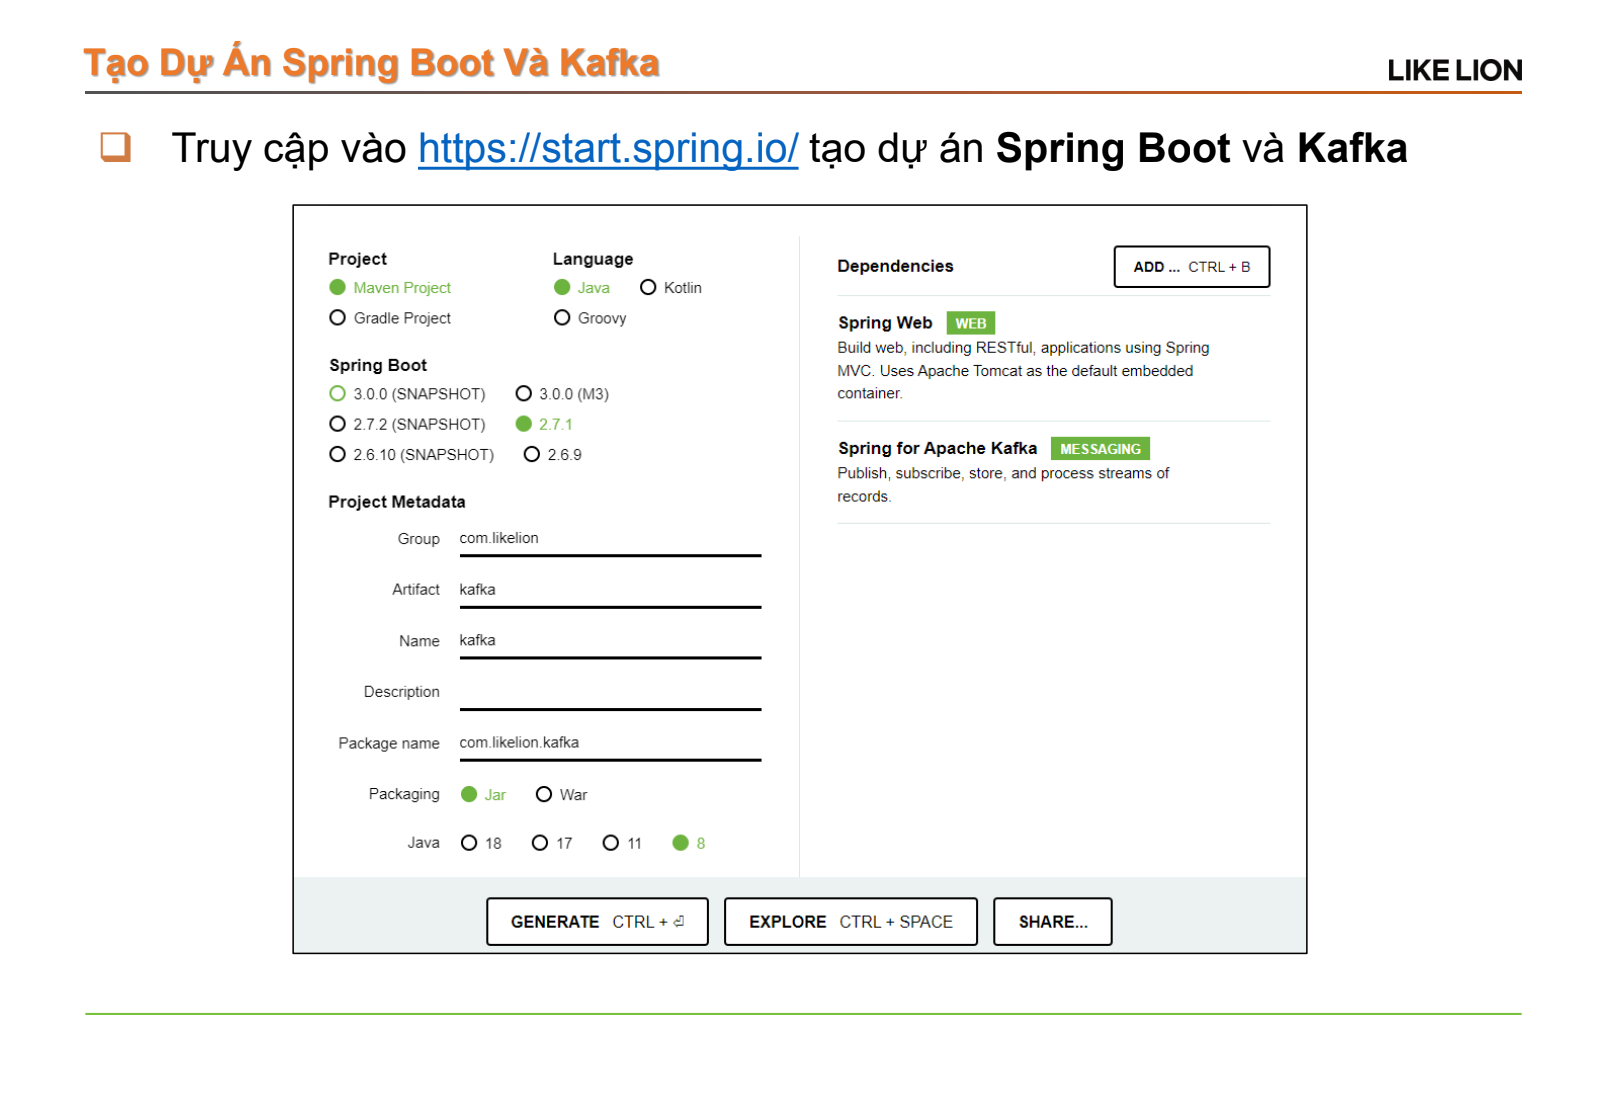 Tạo Dự Án Spring Boot Và Kafka
LIKE LION
Truy cập vào https://start.spring.io/ tạo dự án Spring Boot và Kafka
Project
Maven Project
Gradle Project
Language
Java Kotlin
Groovy
Spring Boot
3.0.0 (SNAPSHOT) 3.0.0 (M3)
2.7.2 (SNAPSHOT) 2.7.1
2.6.10 (SNAPSHOT) 2.6.9
Project Metadata
Group com.likelion
Artifact kafka
Name kafka
Description
Package name com.likelion.kafka
Packaging Jar War
Java 18 17 11 8
Dependencies
ADD ... CTRL + B
Spring Web WEB
Build web, including RESTful, applications using Spring
MVC. Uses Apache Tomcat as the default embedded
container.
Spring for Apache Kafka MESSAGING
Publish, subscribe, store, and process streams of
records.
GENERATE CTRL + ⏎
EXPLORE CTRL + SPACE
SHARE...